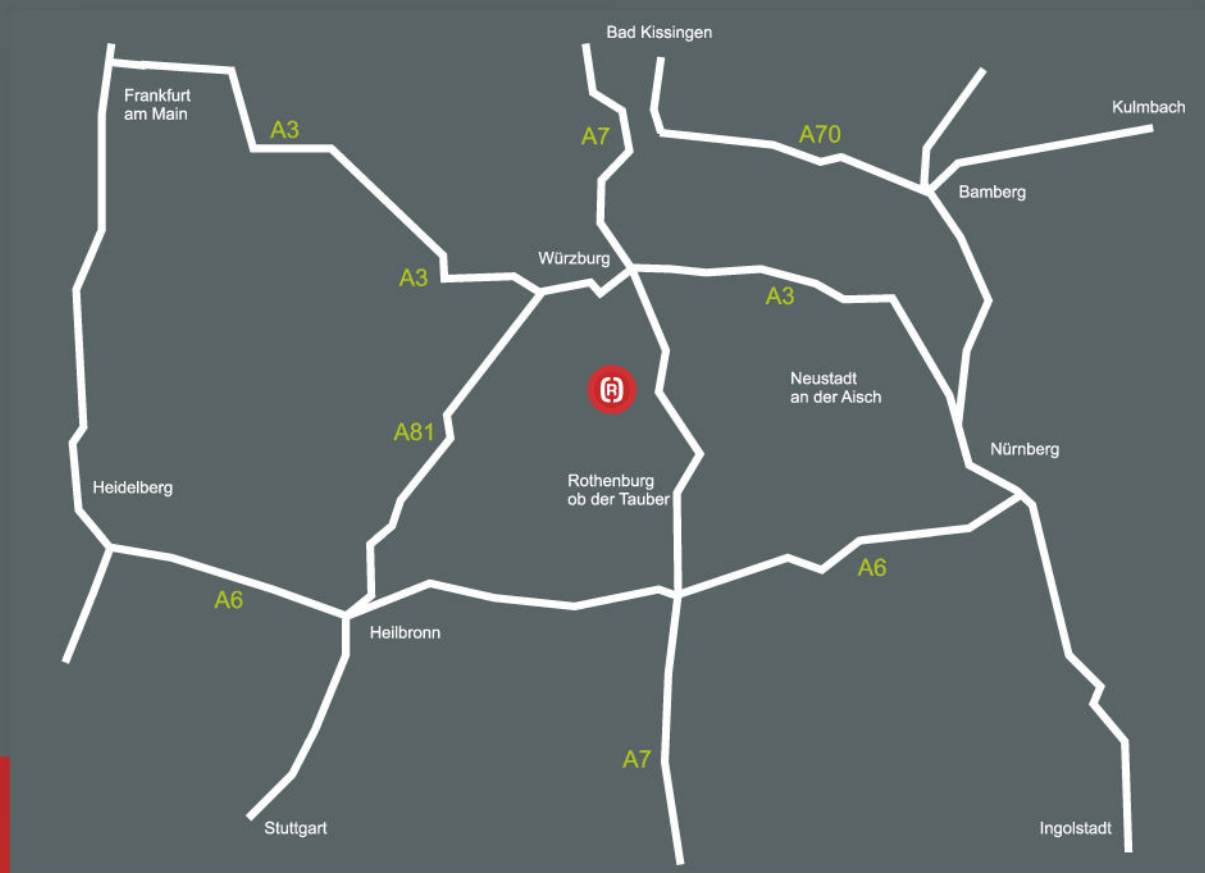 Bad Kissingen
Frankfurt
am Main
Kulmbach
A3
A7
A70
Bamberg
Würzburg
A3
A3
R
Neustadt
an der Aisch
A81
Nürnberg
Heidelberg
Rothenburg
ob der Tauber
A6
A6
Heilbronn
A7
Stuttgart
Ingolstadt